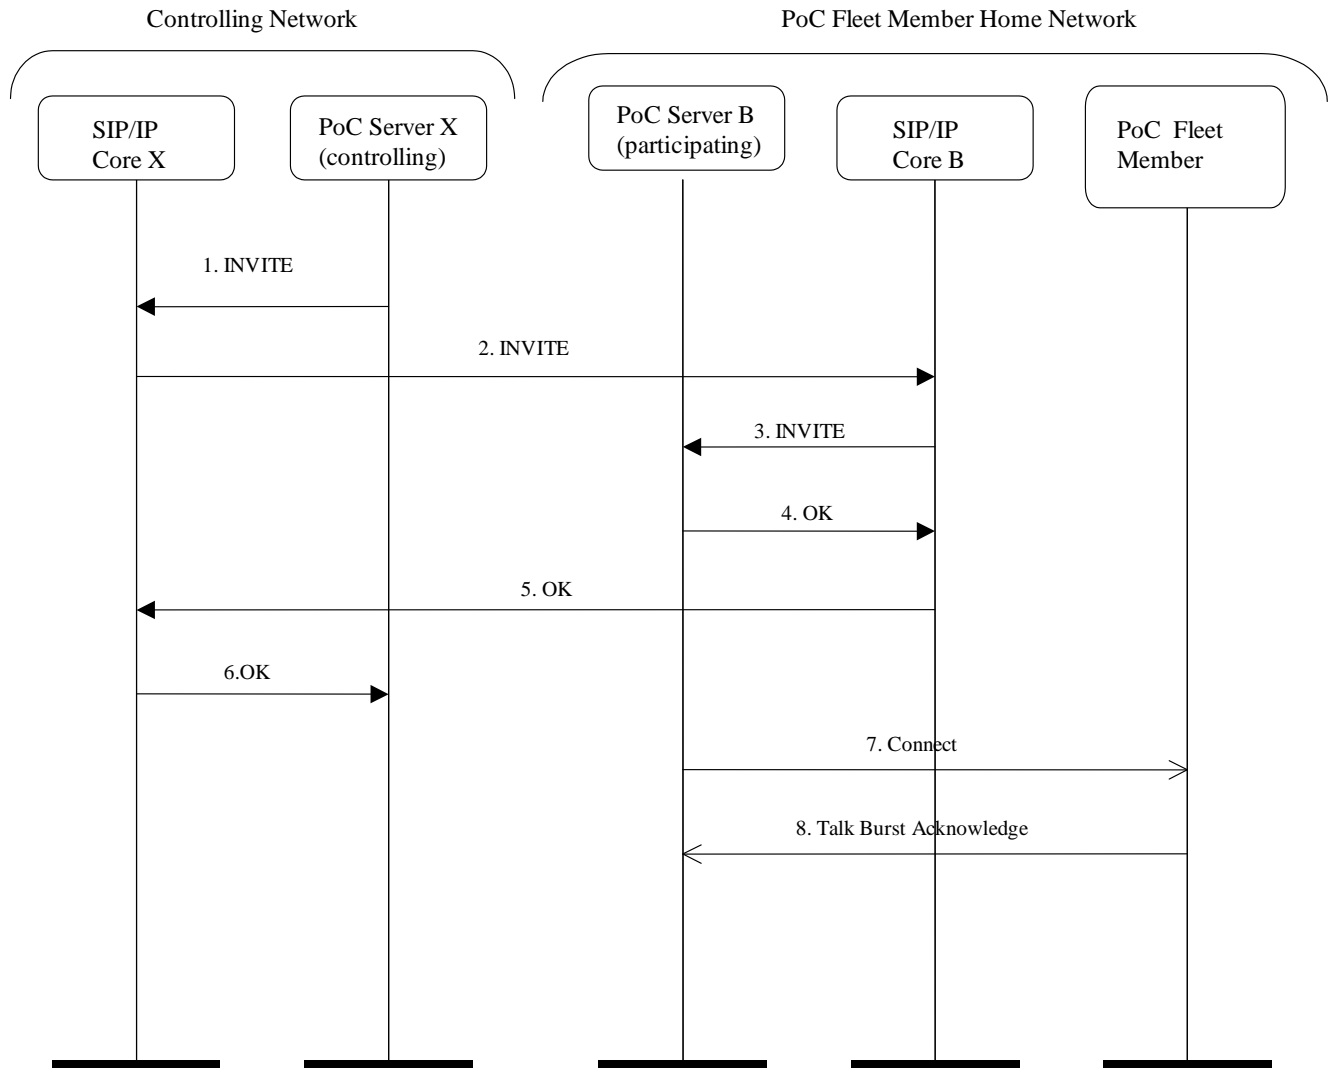 Controlling Network
PoC Fleet Member Home Network
SIP/IP
Core X
PoC Server X
(controlling)
PoC Server B
(participating)
SIP/IP
Core B
PoC Fleet
Member
1. INVITE
2. INVITE
3. INVITE
4. OK
5. OK
6.OK
7. Connect
8. Talk Burst Acknowledge